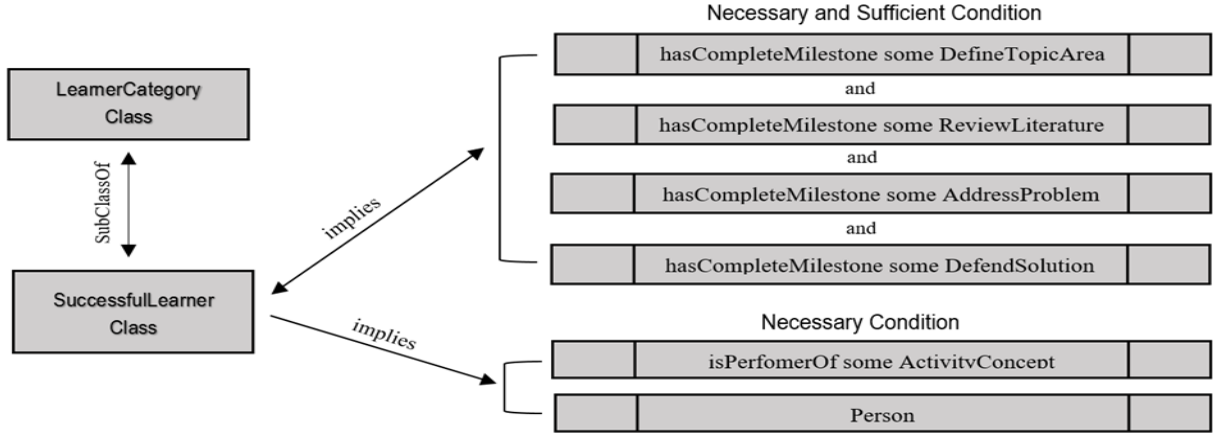 Necessary and Sufficient Condition
hasCompleteMilestone some DefineTopicArea
and
hasCompleteMilestone some ReviewLiterature
and
hasCompleteMilestone some AddressProblem
and
hasCompleteMilestone some DefendSolution
LearnerCategory
Class
SubClassOf
SuccessfulLearner
Class
implies
implies
Necessary Condition
isPerfomerOf some ActivityConcept
Person